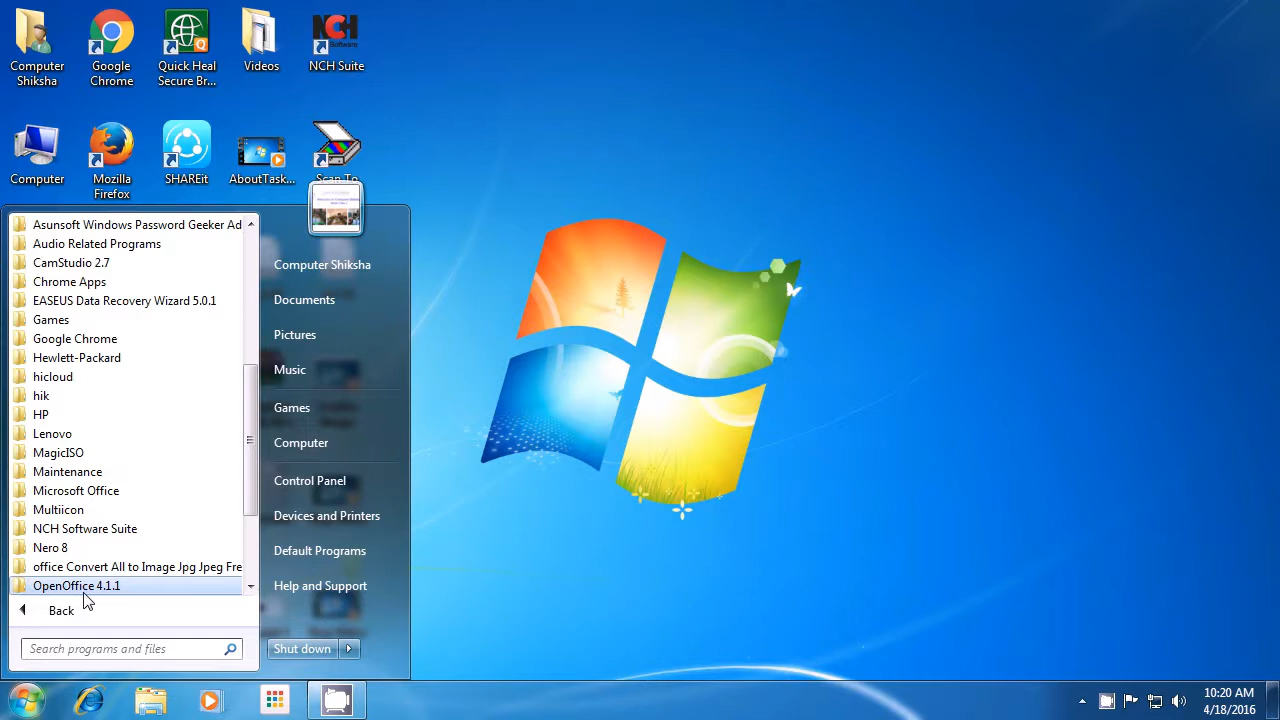 Computer
Shiksha
Google
Chrome
Quick Heal
Secure Br...
Videos
NCH
Software
NCH Suite
Computer
Mozilla
Firefox
SHAREit
AboutTask...
Scan To
Asunsoft Windows Password Geeker Ad
Audio Related Programs
CamStudio 2.7
Chrome Apps
EASEUS Data Recovery Wizard 5.0.1
Games
Google Chrome
Hewlett-Packard
hicloud
hik
HP
Lenovo
MagicISO
Maintenance
Microsoft Office
Multiicon
NCH Software Suite
Nero 8
office Convert All to Image Jpg Jpeg Fre
OpenOffice 4.1.1
Back
Search programs and files
Computer Shiksha
Documents
Pictures
Music
Games
Computer
Control Panel
Devices and Printers
Default Programs
Help and Support
Shut down
10:20 AM
4/18/2016